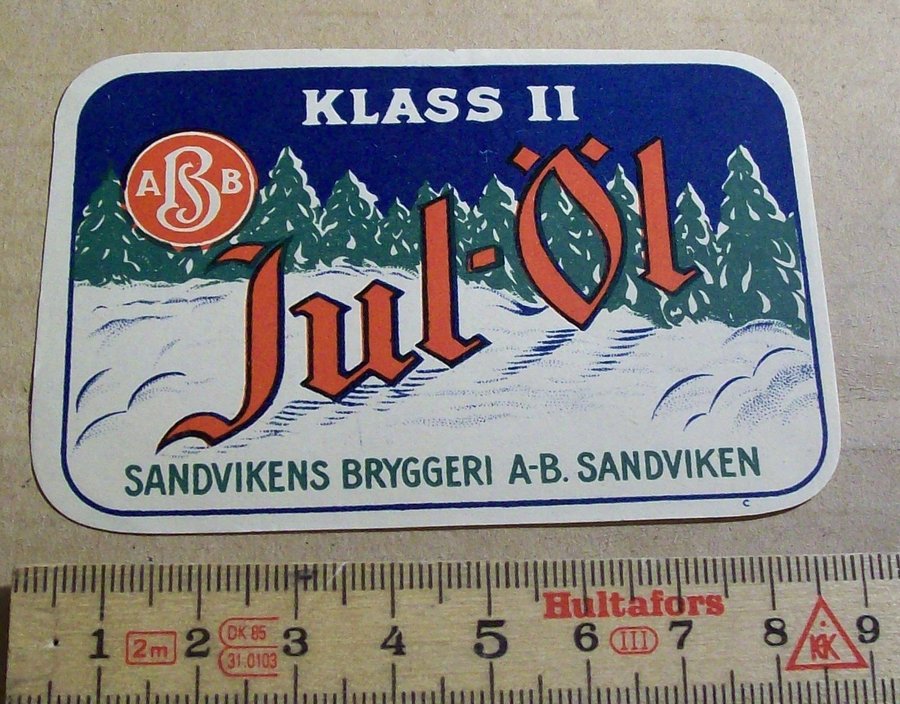 KLASS II
A B B
Jul-Öl
SANDVIKENS BRYGGERI A-B. SANDVIKEN
c
Hultafors
1 2m 2 DK 85 3 4 5 6 III 7 8 KK 9
31.0103